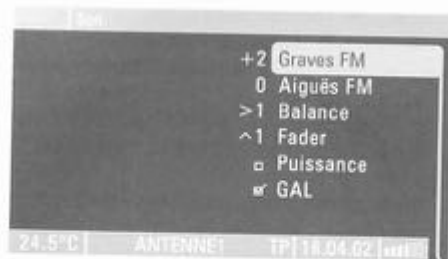 Son
+2 Graves FM
0 Aiguës FM
>1 Balance
^1 Fader
Puissance
GAL
24.5°C ANTENNE1 TP 18.04.02